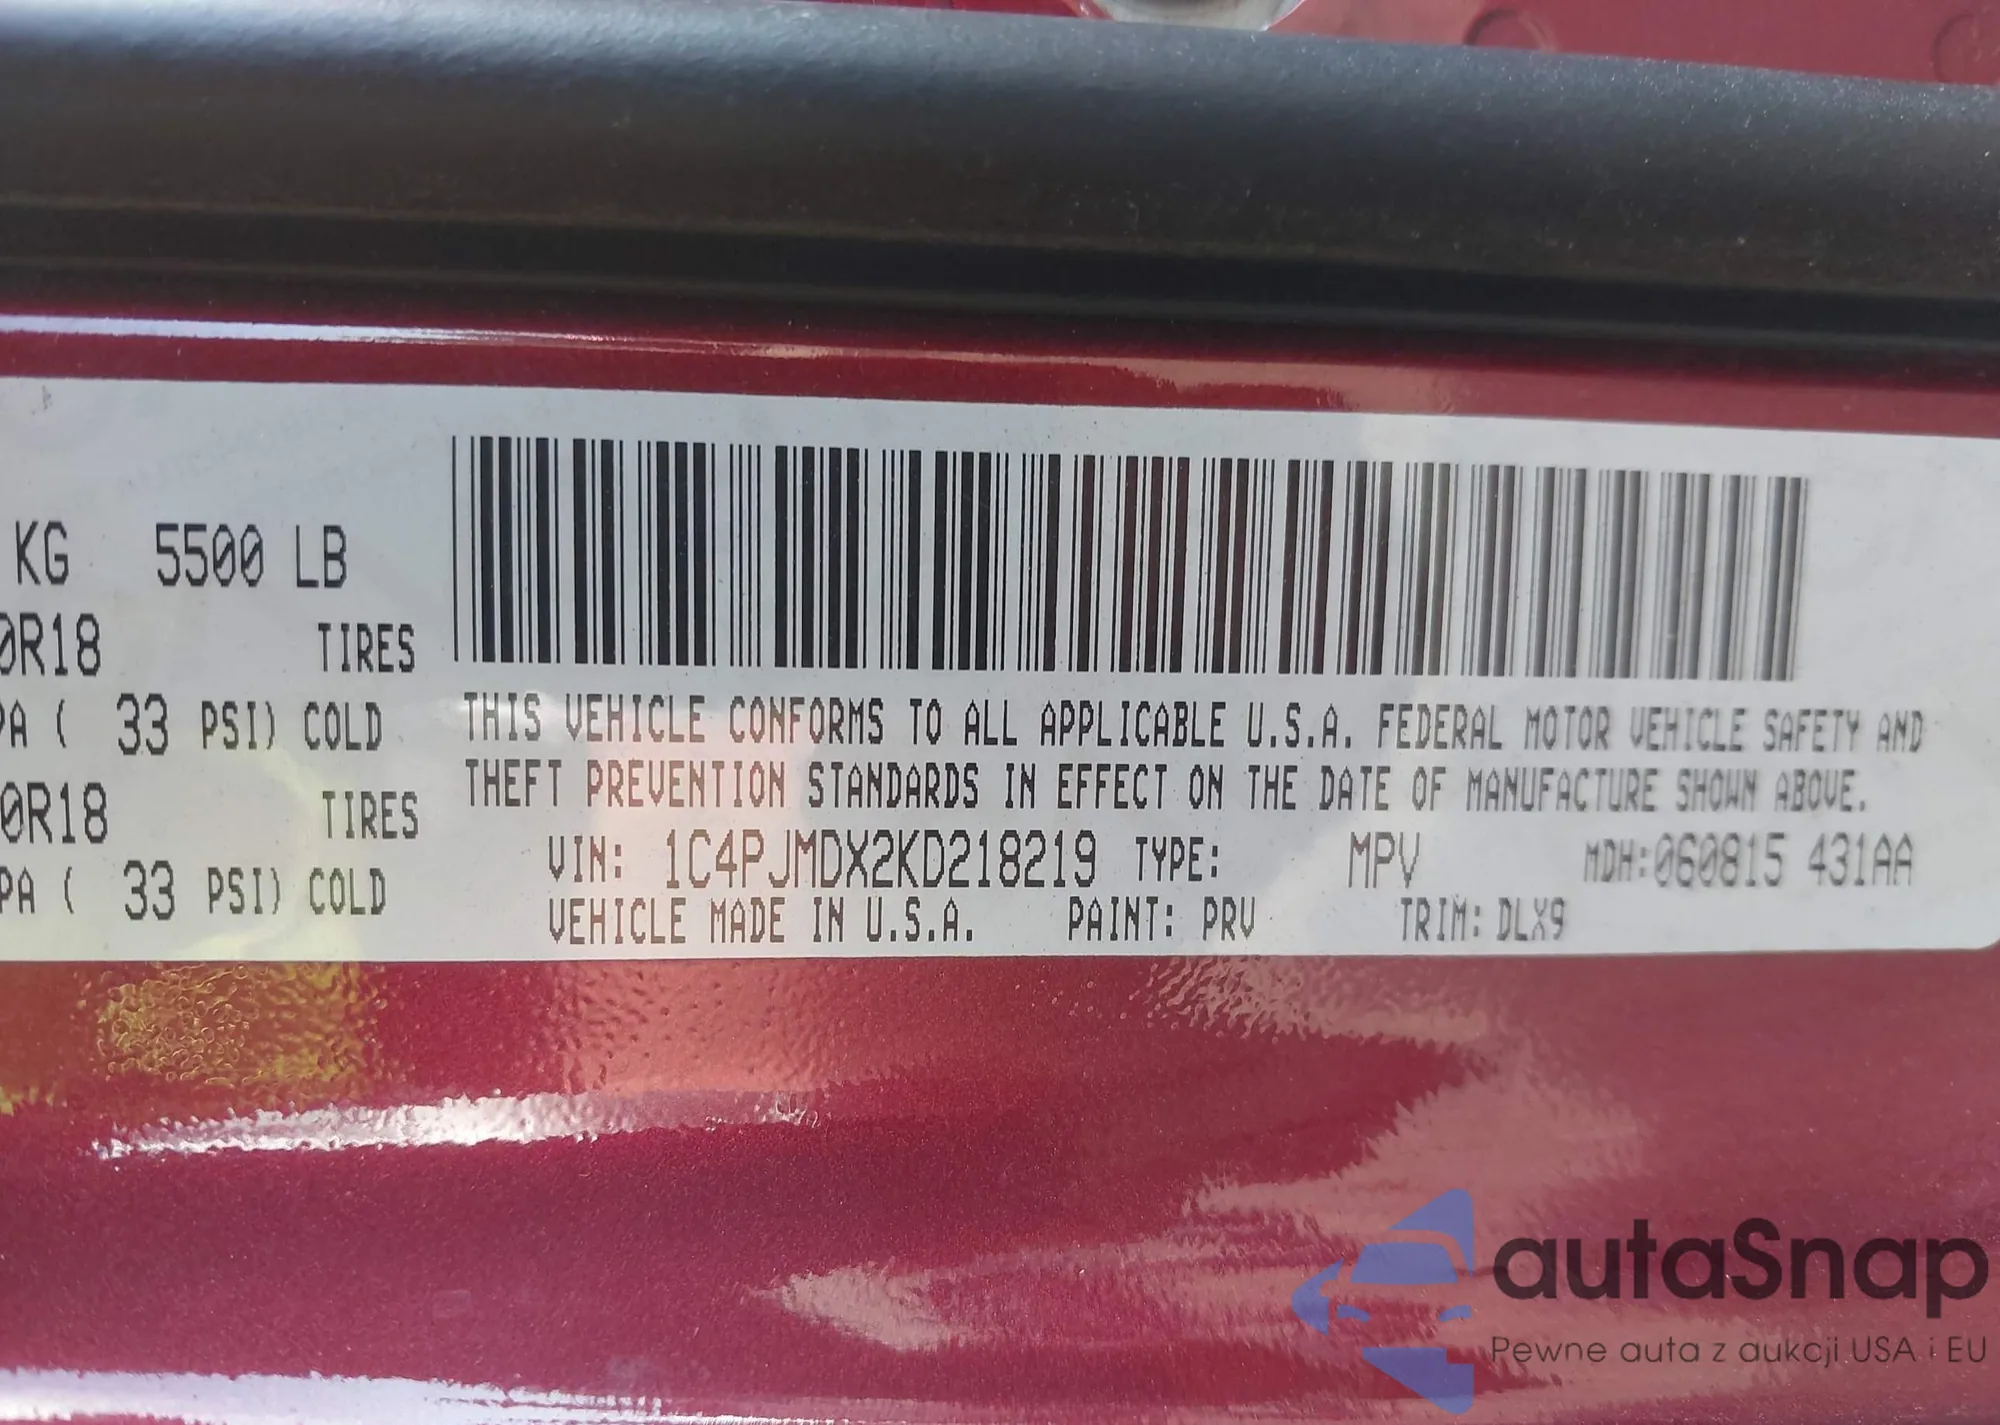 KG 5500 LB
0R18 TIRES
PA ( 33 PSI) COLD
0R18 TIRES
PA ( 33 PSI) COLD
THIS VEHICLE CONFORMS TO ALL APPLICABLE U.S.A. FEDERAL MOTOR VEHICLE SAFETY AND
THEFT PREVENTION STANDARDS IN EFFECT ON THE DATE OF MANUFACTURE SHOWN ABOVE.
VIN: 1C4PJMDX2KD218219 TYPE: MPV MDH:060815 431AA
VEHICLE MADE IN U.S.A. PAINT: PRV TRIM: DLX9
autaSnap
Pewne auta z aukcji USA i EU